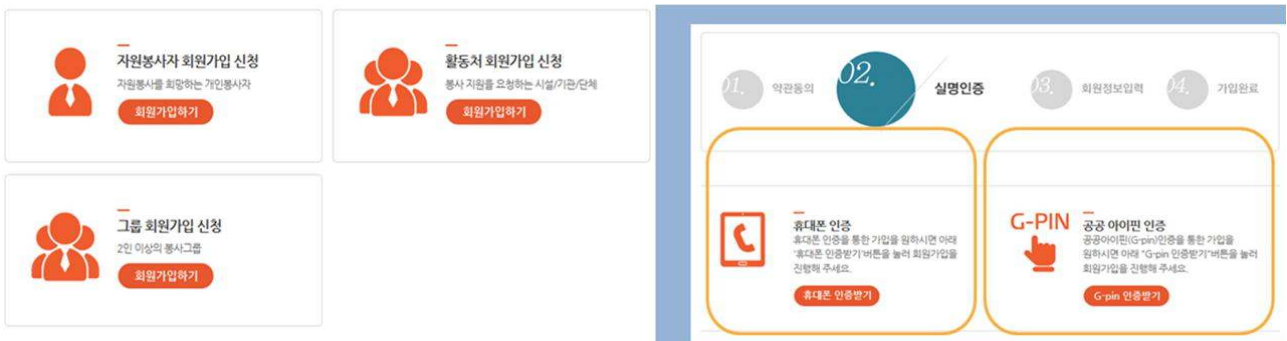 자원봉사자 회원가입 신청
자원봉사를 희망하는 개인봉사자
회원가입하기
활동처 회원가입 신청
봉사 지원을 요청하는 시설/기관/단체
회원가입하기
그룹 회원가입 신청
2인 이상의 봉사그룹
회원가입하기
01. 약관동의
02. 실명인증
03. 회원정보입력
04. 가입완료
휴대폰 인증
휴대폰 인증을 통한 가입을 원하시면 아래
'휴대폰 인증받기'버튼을 눌러 회원가입을
진행해 주세요.
휴대폰 인증받기
G-PIN
공공 아이핀 인증
공공아이핀(G-pin)인증을 통한 가입을
원하시면 아래 "G-pin 인증받기"버튼을 눌러
회원가입을 진행해 주세요.
G-pin 인증받기